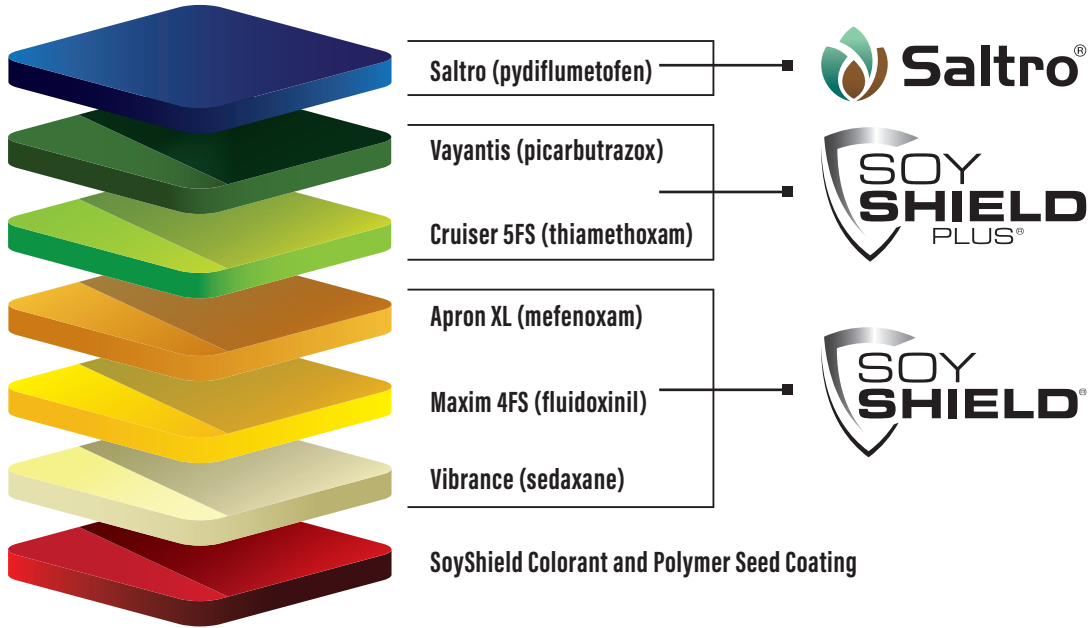 Saltro (pydiflumetofen)
Saltro®
Vayantis (picarbutrazox)
Cruiser 5FS (thiamethoxam)
SOY
SHIELD
PLUS®
Apron XL (mefenoxam)
Maxim 4FS (fluidoxinil)
Vibrance (sedaxane)
SOY
SHIELD®
SoyShield Colorant and Polymer Seed Coating